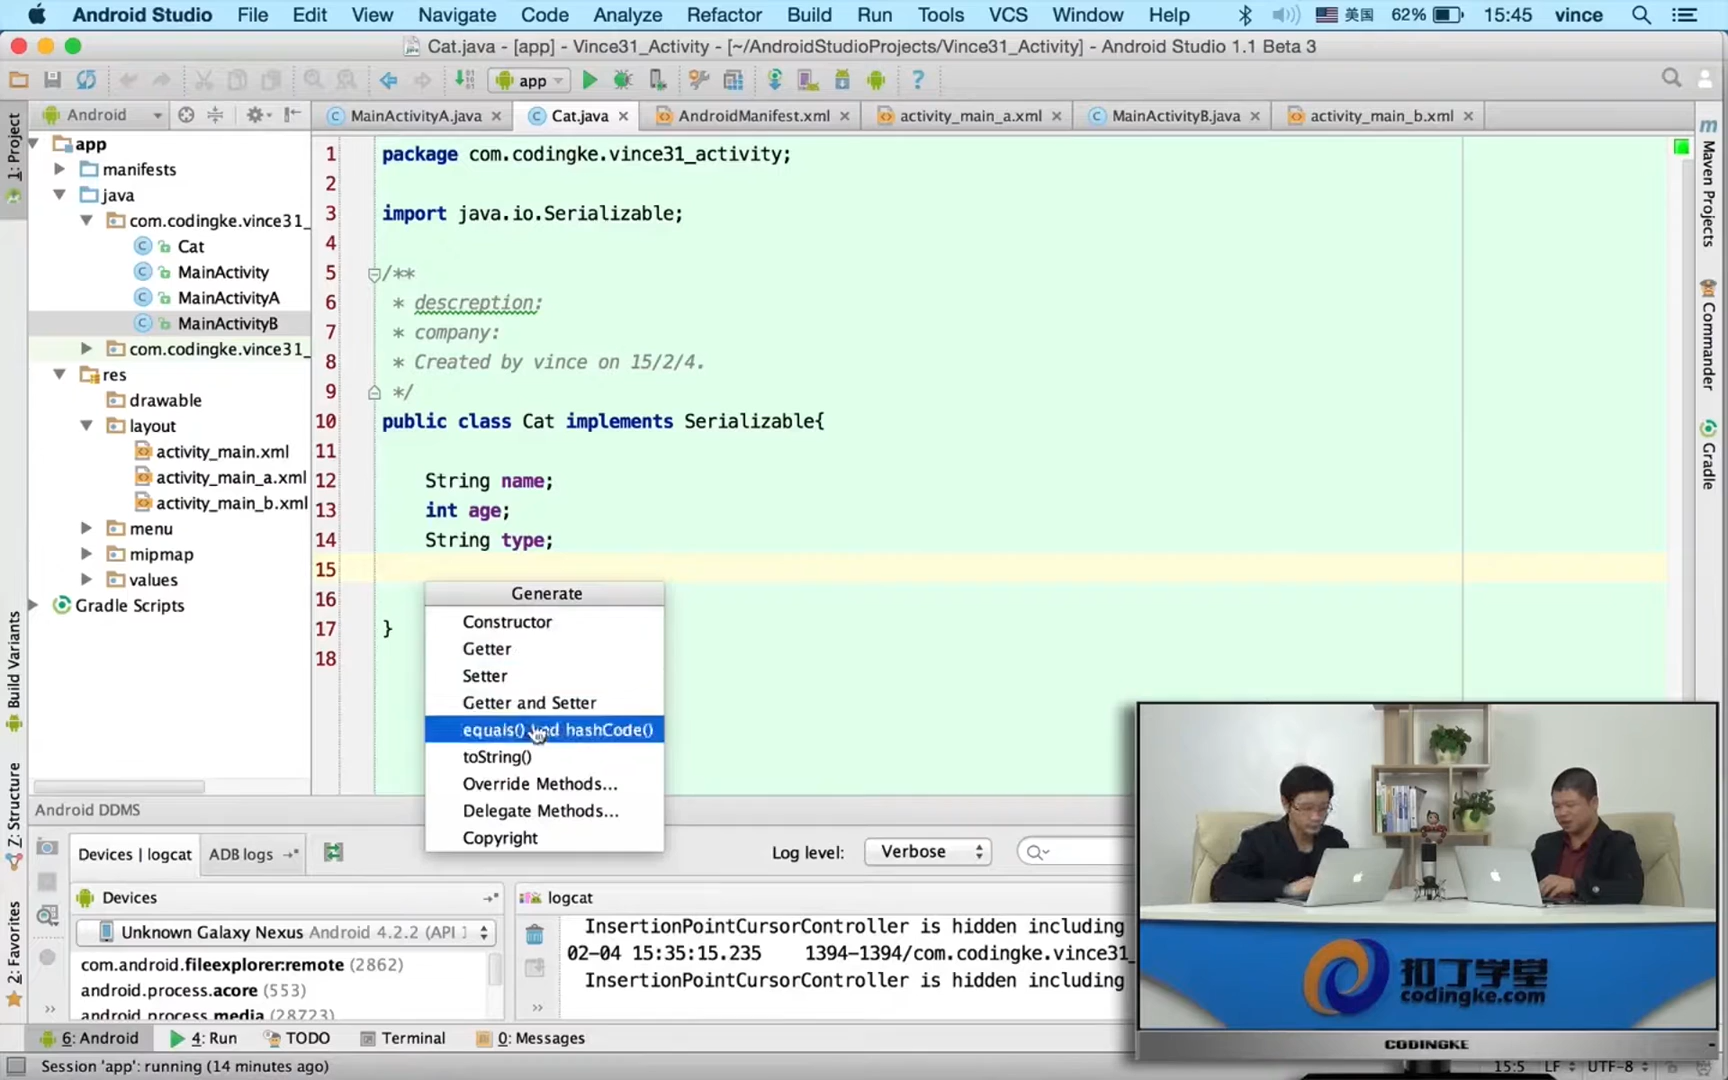 Android Studio File Edit View Navigate Code Analyze Refactor Build Run Tools VCS Window Help 美国 62% 15:45 vince
Cat.java - [app] - Vince31_Activity - [~/AndroidStudioProjects/Vince31_Activity] - Android Studio 1.1 Beta 3
app
Android
MainActivityA.java Cat.java AndroidManifest.xml activity_main_a.xml MainActivityB.java activity_main_b.xml
1: Project
app
manifests
java
com.codingke.vince31_
Cat
MainActivity
MainActivityA
MainActivityB
com.codingke.vince31_
res
drawable
layout
activity_main.xml
activity_main_a.xml
activity_main_b.xml
menu
mipmap
values
Gradle Scripts
Build Variants
Z: Structure
2: Favorites
1 package com.codingke.vince31_activity;
2
3 import java.io.Serializable;
4
5 /**
6 * descreption:
7 * company:
8 * Created by vince on 15/2/4.
9 */
10 public class Cat implements Serializable{
11
12 String name;
13 int age;
14 String type;
15
16
17 }
18
Generate
Constructor
Getter
Setter
Getter and Setter
equals() and hashCode()
toString()
Override Methods...
Delegate Methods...
Copyright
Maven Projects
Commander
Gradle
Android DDMS
Devices | logcat ADB logs Log level: Verbose
Devices
Unknown Galaxy Nexus Android 4.2.2 (API 1
com.android.fileexplorer:remote (2862)
android.process.acore (553)
android.process.media (28723)
logcat
InsertionPointCursorController is hidden including
02-04 15:35:15.235 1394-1394/com.codingke.vince31_
InsertionPointCursorController is hidden including
扣丁学堂
codingke.com
CODINGKE
6: Android 4: Run TODO Terminal 0: Messages
Session 'app': running (14 minutes ago) 15:5 LF UTF-8